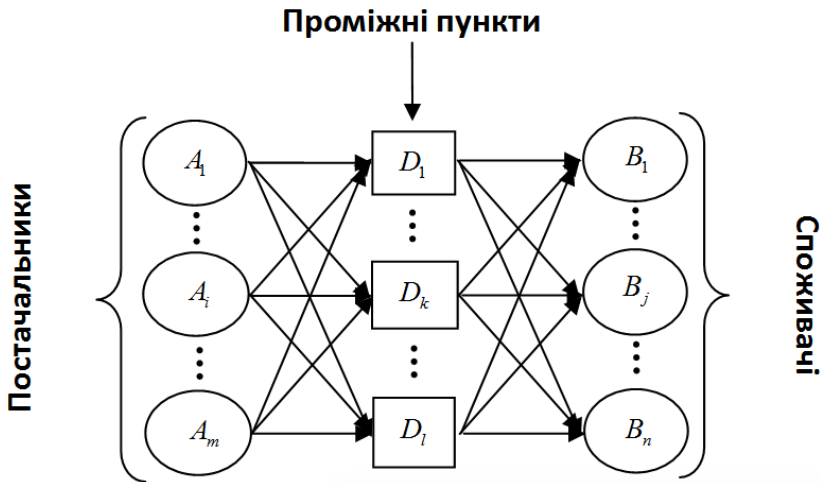 Проміжні пункти
Постачальники
Споживачі
A₁ D₁ B₁
Aᵢ Dₖ Bⱼ
Aₘ Dₗ Bₙ